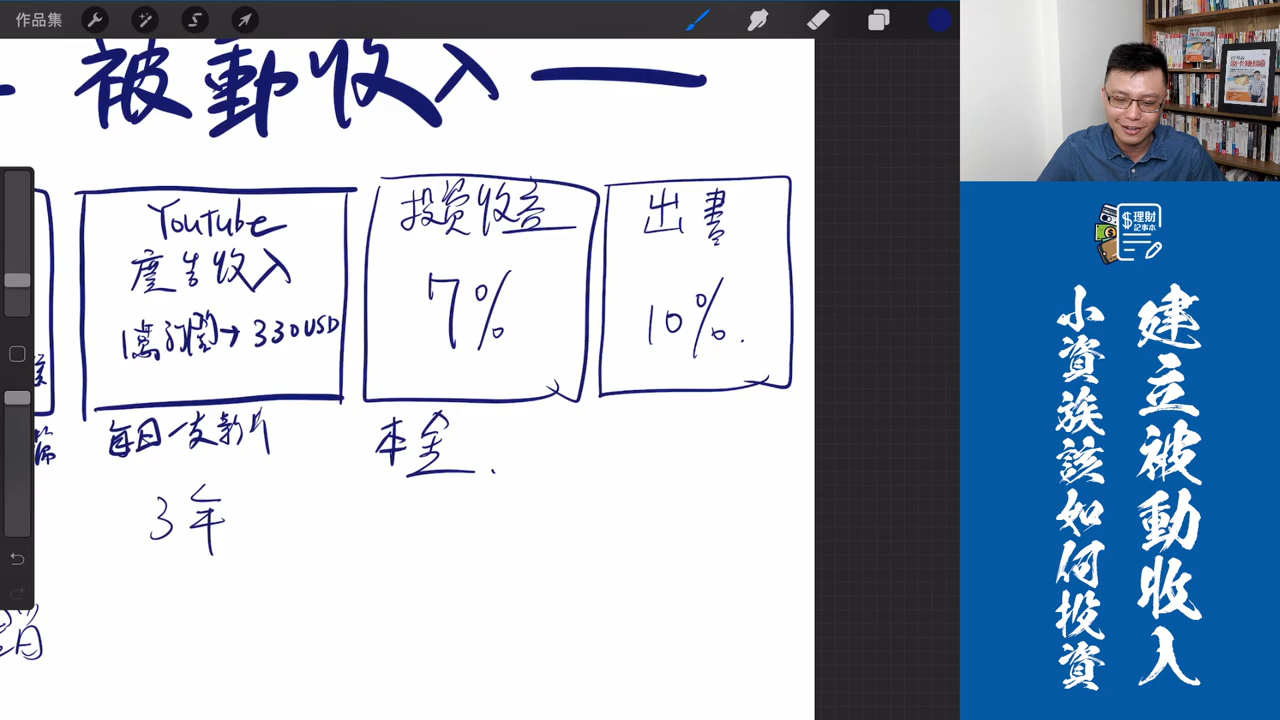 作品集
被動收入
Youtube
廣告收入
1萬訂閱→330USD
每日一支影片
3年
投資收益
7%
本金.
出書
10%.
$理財
記事本
建立被動收入
小資族該如何投資